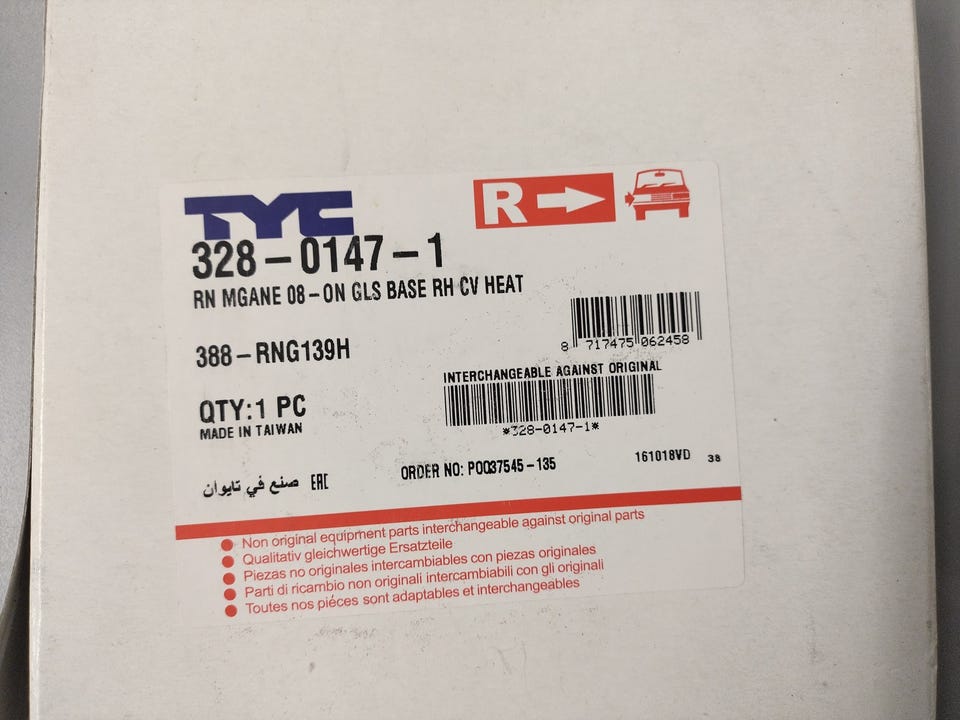 TYC
R
328-0147-1
RN MGANE 08-ON GLS BASE RH CV HEAT
8 717475 062458
388-RNG139H
INTERCHANGEABLE AGAINST ORIGINAL
*328-0147-1*
QTY:1 PC
MADE IN TAIWAN
صنع في تايوان EAC
ORDER NO: P0037545-135
161018VD 38
Non original equipment parts interchangeable against original parts
Qualitativ gleichwertige Ersatzteile
Piezas no originales intercambiables con piezas originales
Parti di ricambio non originali intercambiabili con gli originali
Toutes nos piéces sont adaptables et interchangeables